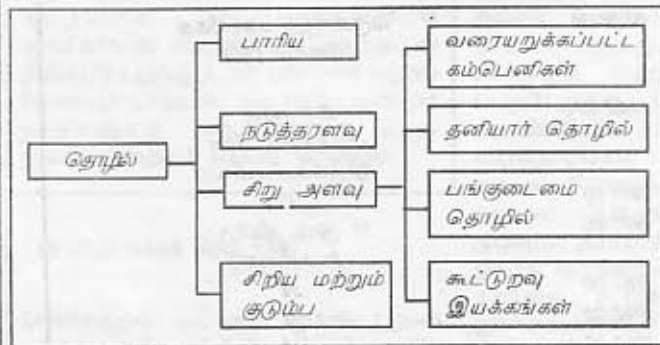 தொழில்
பாரிய
நடுத்தரளவு
சிறு அளவு
சிறிய மற்றும்
குடும்ப
வரையறுக்கப்பட்ட
கம்பெனிகள்
தனியார் தொழில்
பங்குடைமை
தொழில்
கூட்டுறவு
இயக்கங்கள்